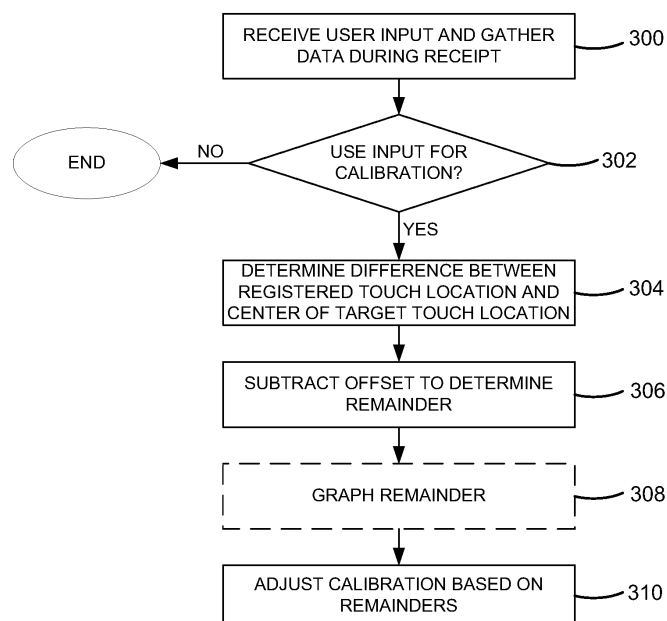 RECEIVE USER INPUT AND GATHER
DATA DURING RECEIPT
300
USE INPUT FOR
CALIBRATION?
302
NO
END
YES
DETERMINE DIFFERENCE BETWEEN
REGISTERED TOUCH LOCATION AND
CENTER OF TARGET TOUCH LOCATION
304
SUBTRACT OFFSET TO DETERMINE
REMAINDER
306
GRAPH REMAINDER
308
ADJUST CALIBRATION BASED ON
REMAINDERS
310